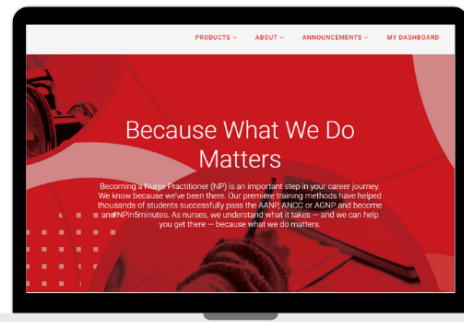 PRODUCTS ABOUT ANNOUNCEMENTS MY DASHBOARD
Because What We Do
Matters
Becoming a Nurse Practitioner (NP) is an important step in your career journey.
We know because we've been there. Our premiere training methods have helped
thousands of students successfully pass the AANP, ANCC or AGNP and become
an #NPin5minutes. As nurses, we understand what it takes — and we can help
you get there — because what we do matters.